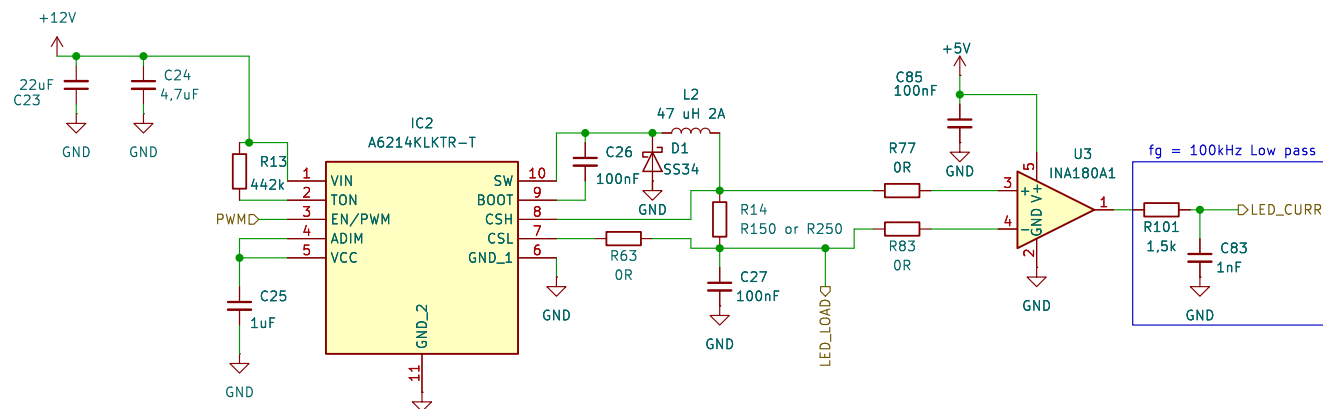 +12V
22uF
C23
GND
C24
4,7uF
GND
R13
442k
PWM
C25
1uF
GND
IC2
A6214KLKTR-T
1
VIN
2
TON
3
EN/PWM
4
ADIM
5
VCC
SW
10
BOOT
9
CSH
8
CSL
7
GND_1
6
GND_2
11
C26
100nF
L2
47 uH 2A
D1
SS34
GND
R14
R150 or R250
R63
0R
GND
C27
100nF
GND
LED_LOAD
R77
0R
R83
0R
+5V
C85
100nF
GND
U3
INA180A1
3
+
4
-
5
V+
GND
2
1
GND
fg = 100kHz Low pass
R101
1,5k
C83
1nF
GND
LED_CURR